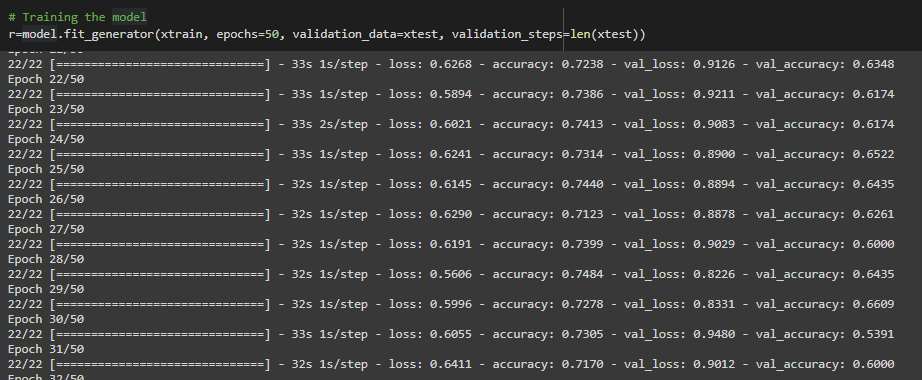 # Training the model
r=model.fit_generator(xtrain, epochs=50, validation_data=xtest, validation_steps=len(xtest))
22/22 [==============================] - 33s 1s/step - loss: 0.6268 - accuracy: 0.7238 - val_loss: 0.9126 - val_accuracy: 0.6348
Epoch 22/50
22/22 [==============================] - 33s 1s/step - loss: 0.5894 - accuracy: 0.7386 - val_loss: 0.9211 - val_accuracy: 0.6174
Epoch 23/50
22/22 [==============================] - 33s 2s/step - loss: 0.6021 - accuracy: 0.7413 - val_loss: 0.9083 - val_accuracy: 0.6174
Epoch 24/50
22/22 [==============================] - 33s 1s/step - loss: 0.6241 - accuracy: 0.7314 - val_loss: 0.8900 - val_accuracy: 0.6522
Epoch 25/50
22/22 [==============================] - 32s 1s/step - loss: 0.6145 - accuracy: 0.7440 - val_loss: 0.8894 - val_accuracy: 0.6435
Epoch 26/50
22/22 [==============================] - 32s 1s/step - loss: 0.6290 - accuracy: 0.7123 - val_loss: 0.8878 - val_accuracy: 0.6261
Epoch 27/50
22/22 [==============================] - 32s 1s/step - loss: 0.6191 - accuracy: 0.7399 - val_loss: 0.9029 - val_accuracy: 0.6000
Epoch 28/50
22/22 [==============================] - 32s 1s/step - loss: 0.5606 - accuracy: 0.7484 - val_loss: 0.8226 - val_accuracy: 0.6435
Epoch 29/50
22/22 [==============================] - 32s 1s/step - loss: 0.5996 - accuracy: 0.7278 - val_loss: 0.8331 - val_accuracy: 0.6609
Epoch 30/50
22/22 [==============================] - 33s 1s/step - loss: 0.6055 - accuracy: 0.7305 - val_loss: 0.9480 - val_accuracy: 0.5391
Epoch 31/50
22/22 [==============================] - 32s 1s/step - loss: 0.6411 - accuracy: 0.7170 - val_loss: 0.9012 - val_accuracy: 0.6000
Epoch 32/50